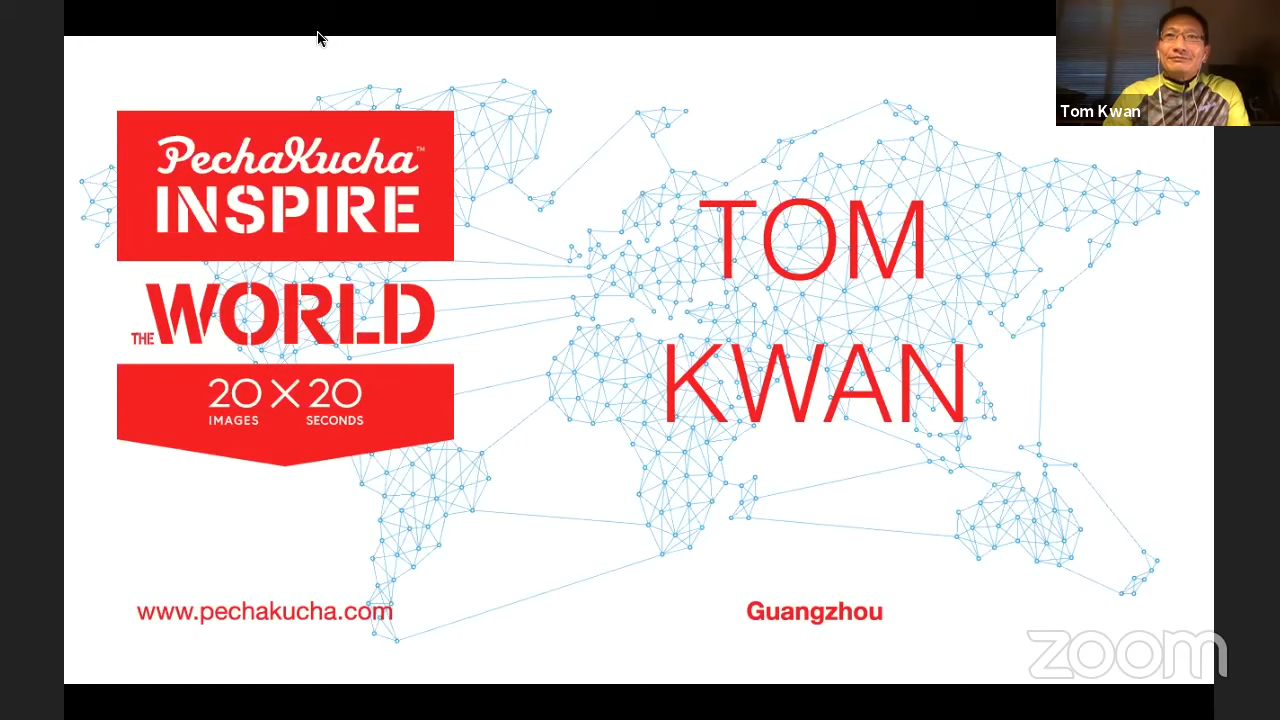 PechaKucha™
INSPIRE
THE WORLD
20 X 20
IMAGES SECONDS
www.pechakucha.com
TOM
KWAN
Guangzhou
Tom Kwan
zoom